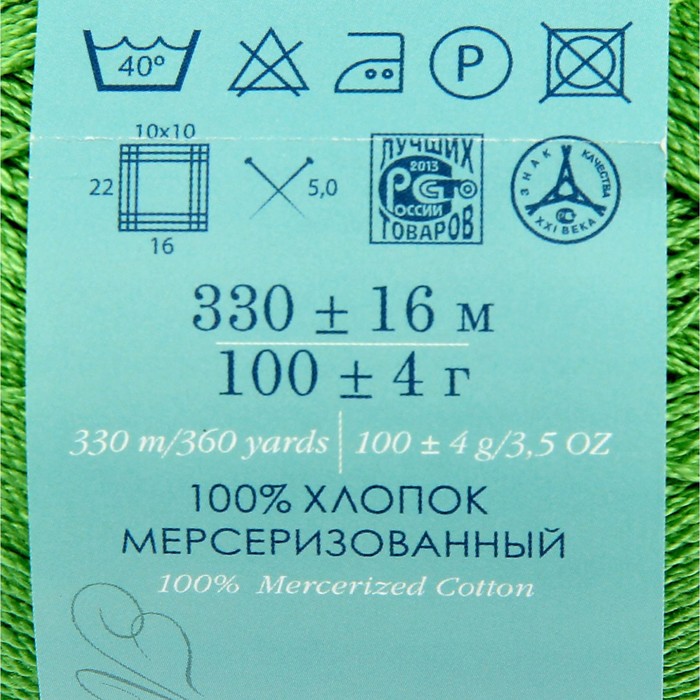 40°
P
10x10
22
16
5,0
ЛУЧШИХ
2013
РОССИИ
СТО
ТОВАРОВ
ЗНАК КАЧЕСТВА
XXI ВЕКА
330 ± 16 м
100 ± 4 г
330 m/360 yards 100 ± 4 g/3,5 OZ
100% ХЛОПОК
МЕРСЕРИЗОВАННЫЙ
100% Mercerized Cotton